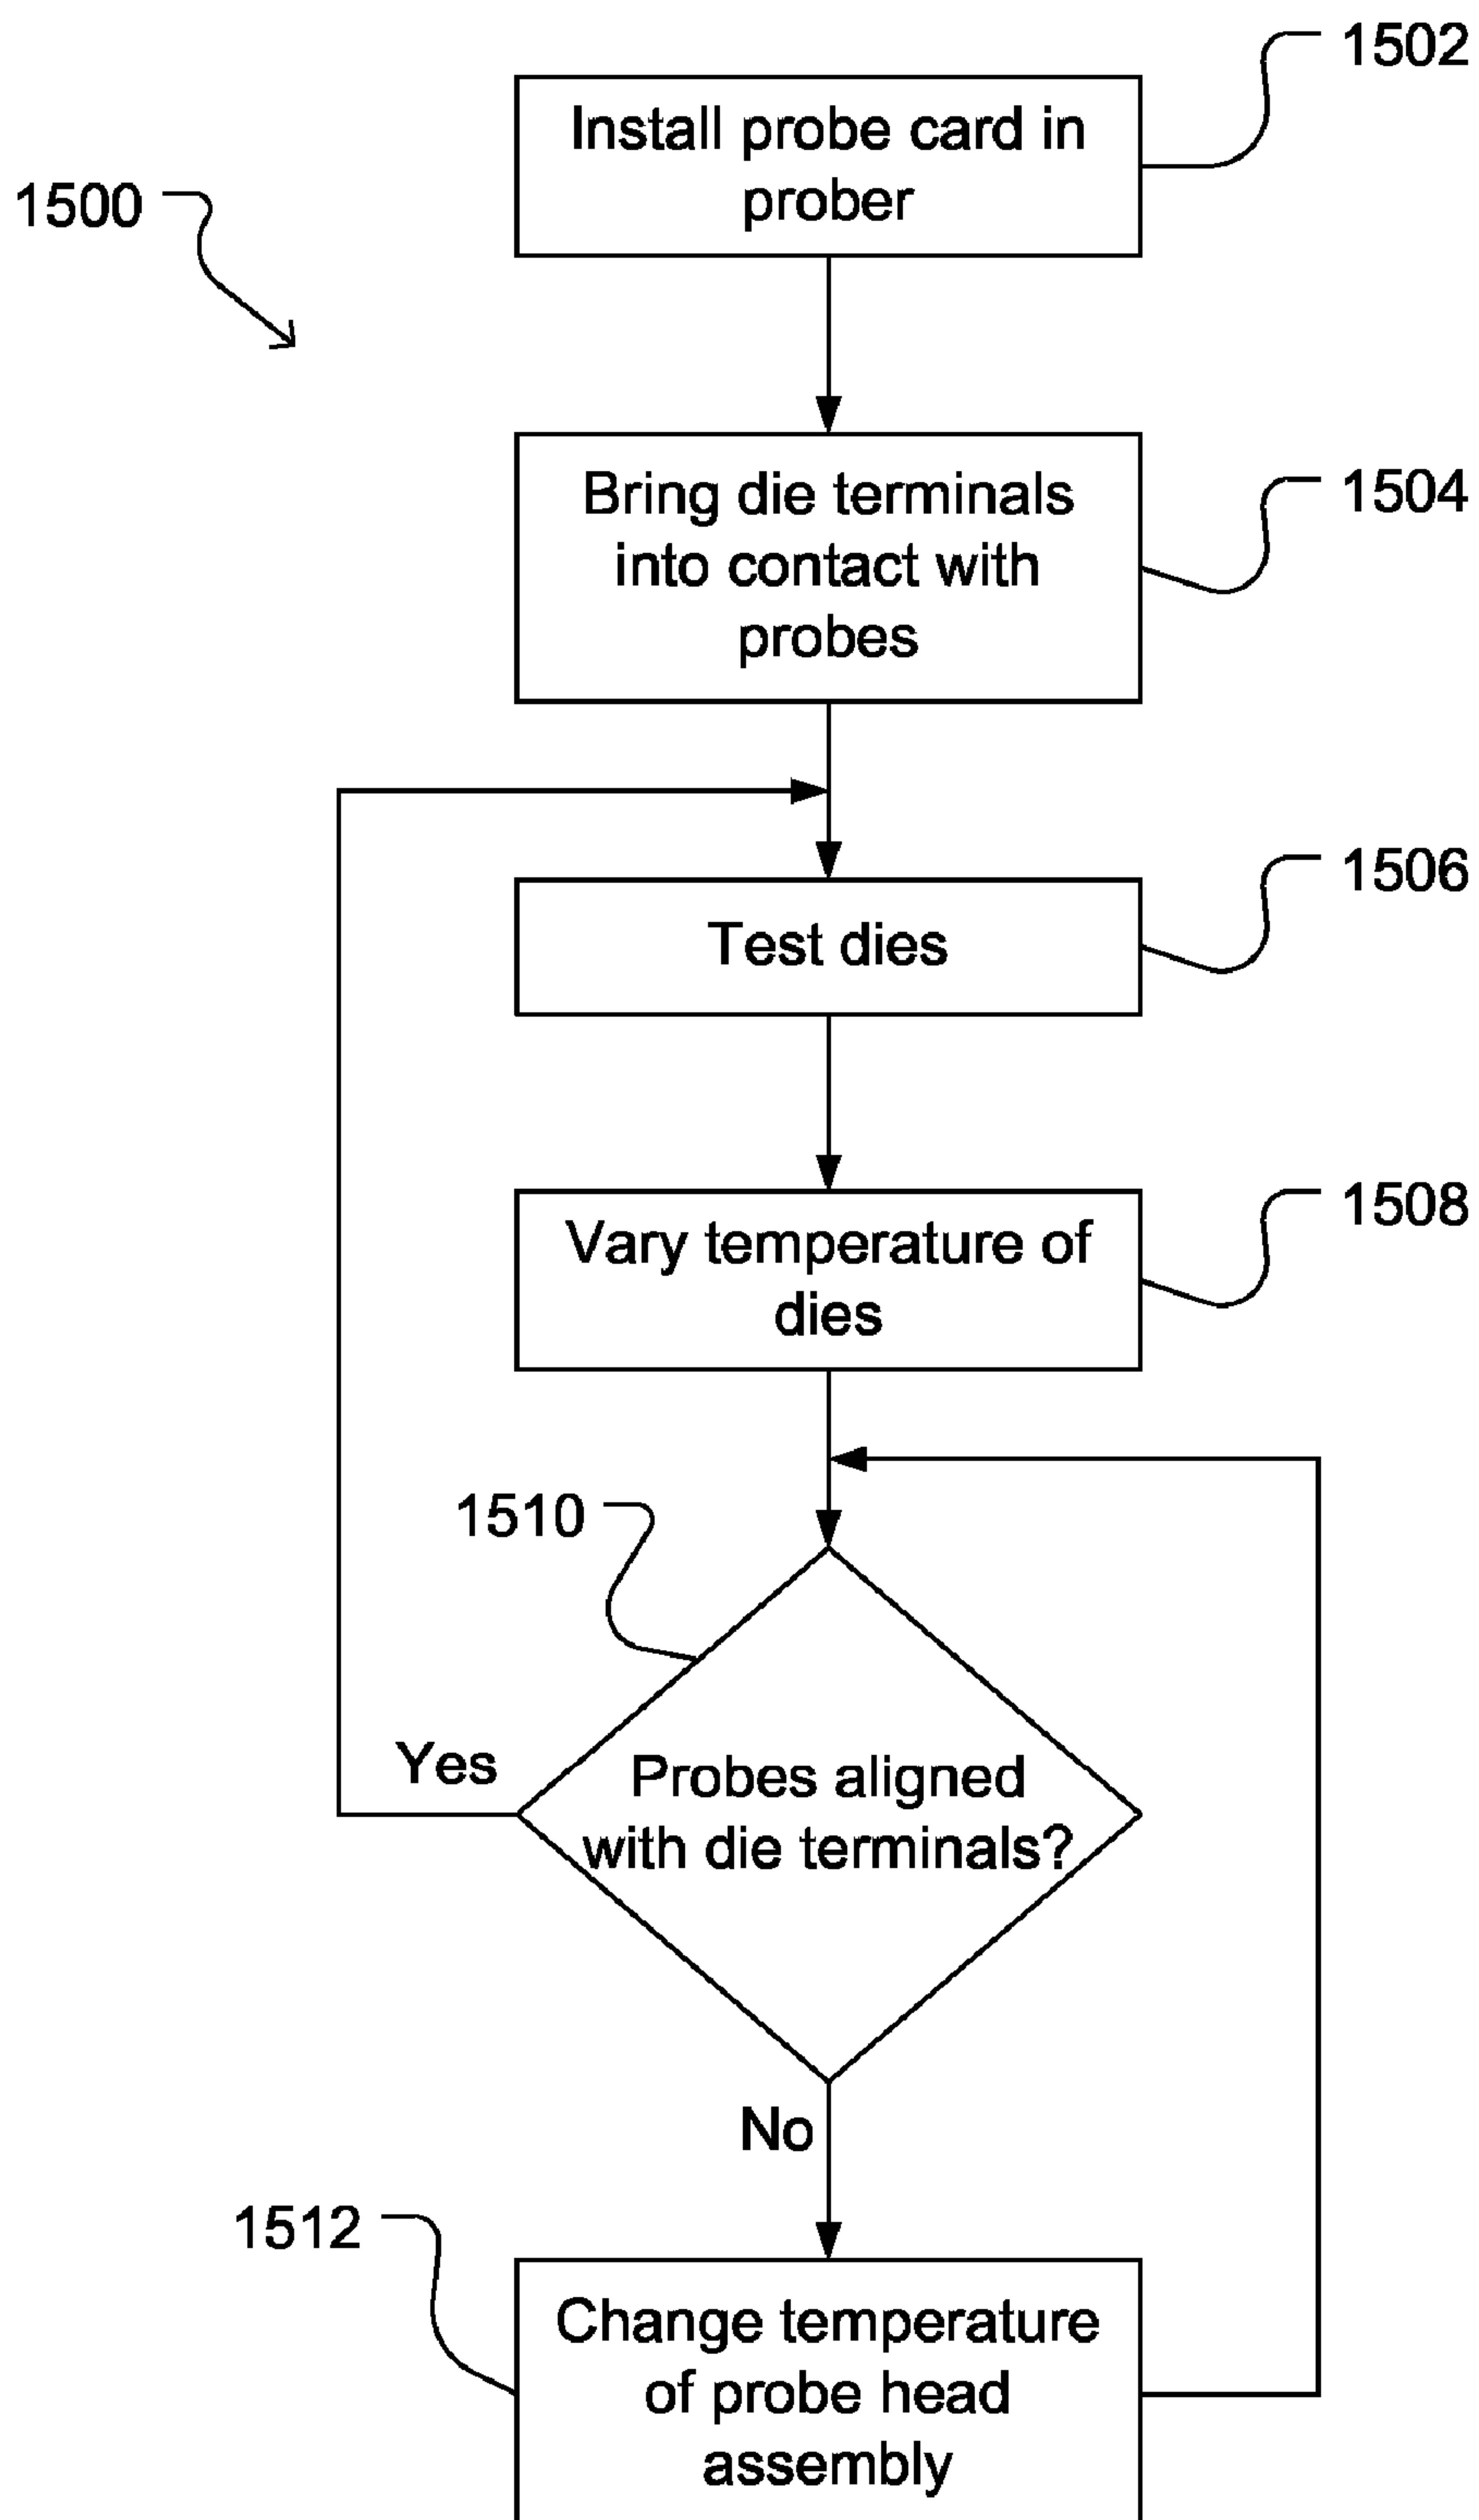 1502
Install probe card in
prober
1500
1504
Bring die terminals
into contact with
probes
1506
Test dies
1508
Vary temperature of
dies
1510
Yes
Probes aligned
with die terminals?
No
1512
Change temperature
of probe head
assembly